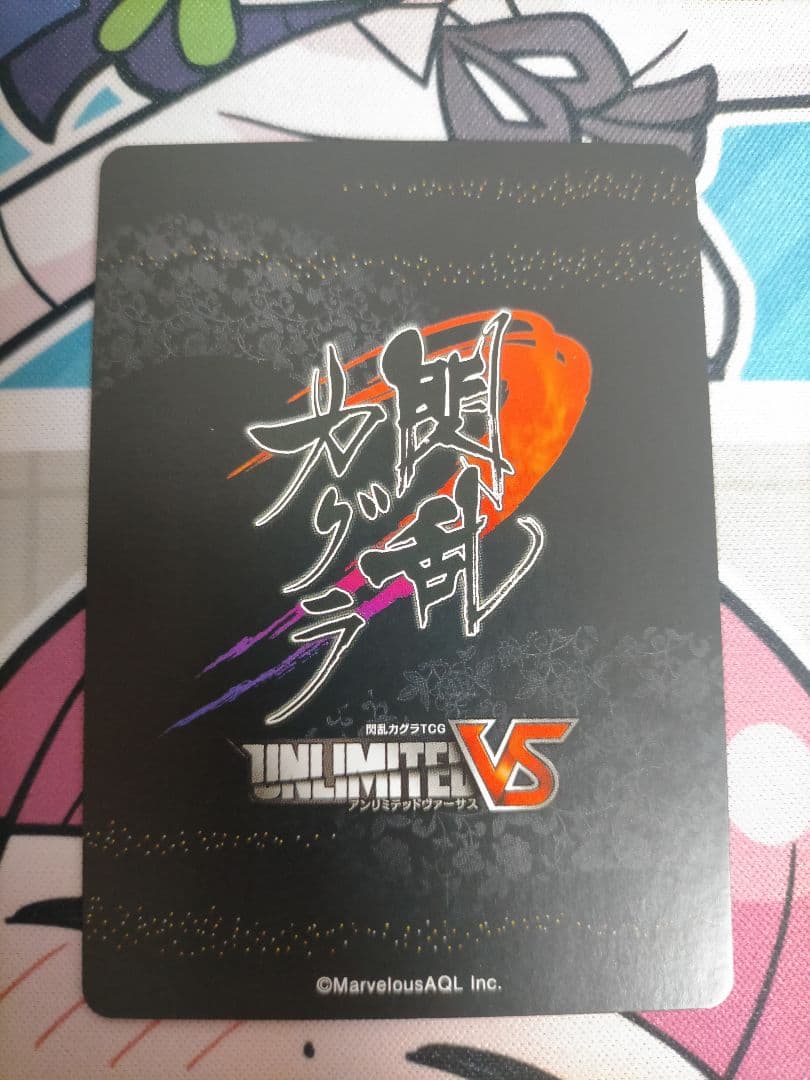 閃乱
カグラ
閃乱カグラTCG
UNLIMITED VS
アンリミテッドヴァーサス
©MarvelousAQL Inc.